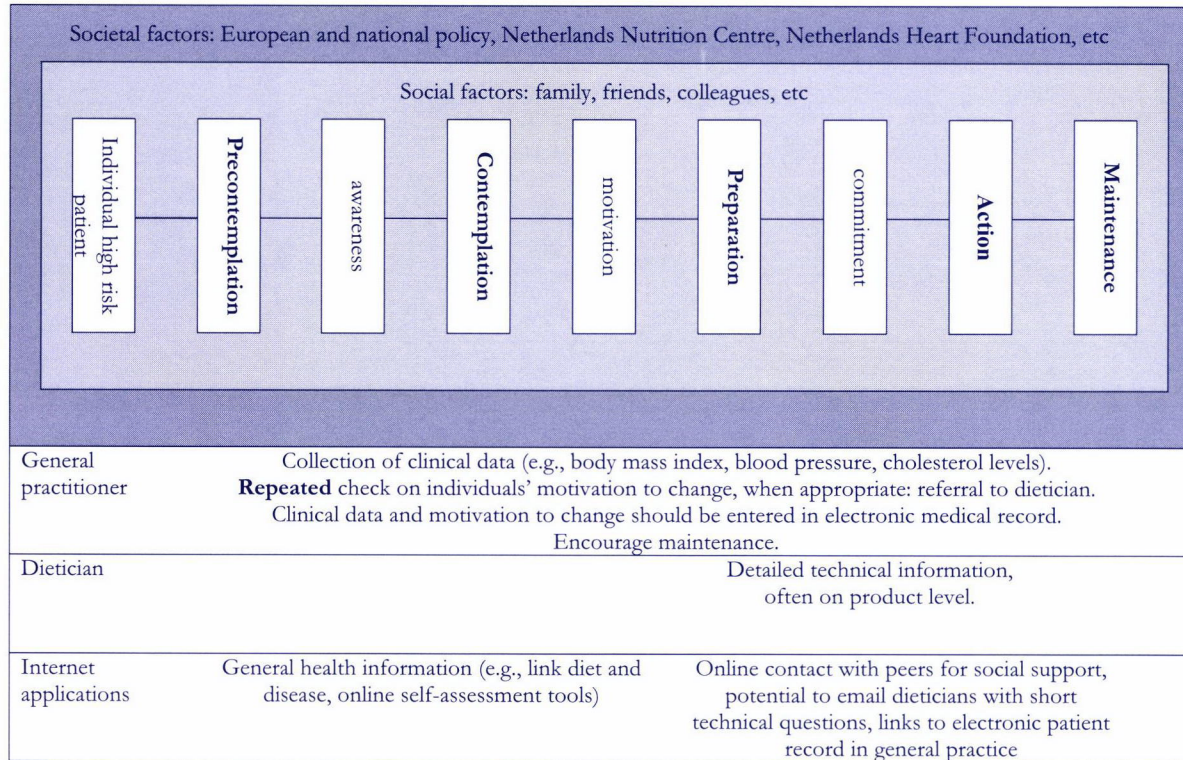 Societal factors: European and national policy, Netherlands Nutrition Centre, Netherlands Heart Foundation, etc
Social factors: family, friends, colleagues, etc
Individual high risk
patient
Precontemplation
awareness
Contemplation
motivation
Preparation
commitment
Action
Maintenance
General
practitioner
Collection of clinical data (e.g., body mass index, blood pressure, cholesterol levels).
Repeated check on individuals' motivation to change, when appropriate: referral to dietician.
Clinical data and motivation to change should be entered in electronic medical record.
Encourage maintenance.
Dietician
Detailed technical information,
often on product level.
Internet
applications
General health information (e.g., link diet and
disease, online self-assessment tools)
Online contact with peers for social support,
potential to email dieticians with short
technical questions, links to electronic patient
record in general practice